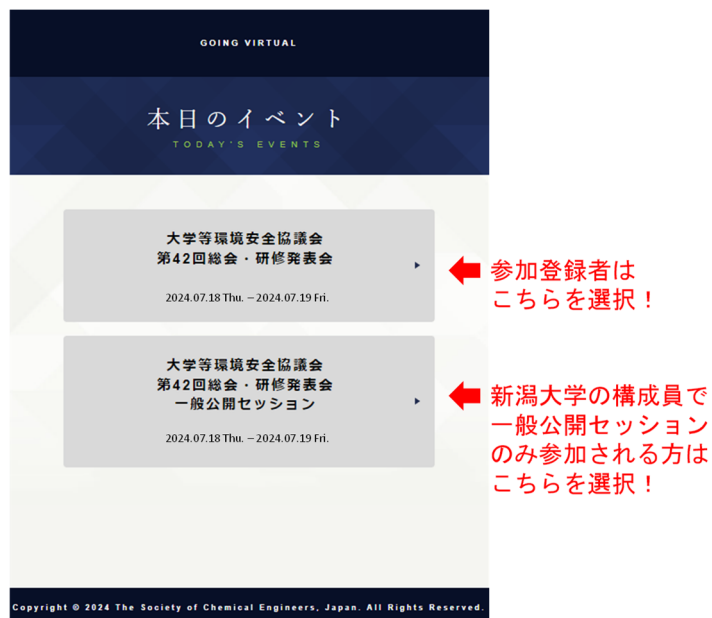 GOING VIRTUAL
本日のイベント
TODAY'S EVENTS
大学等環境安全協議会
第42回総会・研修発表会
2024.07.18 Thu. – 2024.07.19 Fri.
参加登録者は
こちらを選択！
大学等環境安全協議会
第42回総会・研修発表会
一般公開セッション
2024.07.18 Thu. – 2024.07.19 Fri.
新潟大学の構成員で
一般公開セッション
のみ参加される方は
こちらを選択！
Copyright © 2024 The Society of Chemical Engineers, Japan. All Rights Reserved.